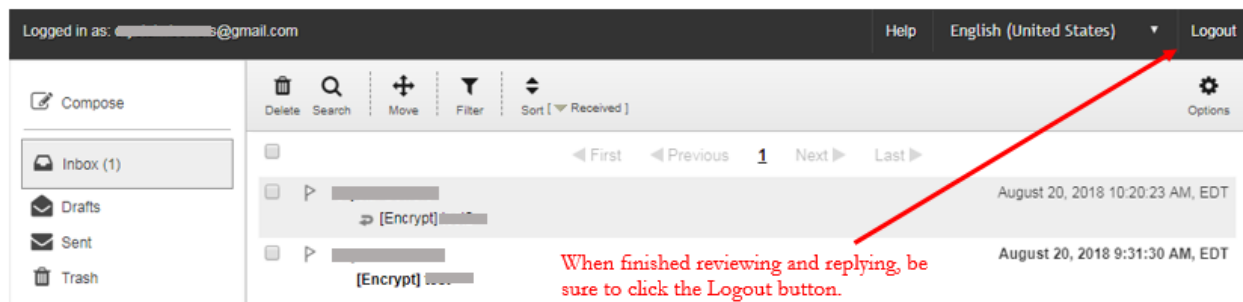 Logged in as: s@gmail.com
Help
English (United States)
Logout
Compose
Delete
Search
Move
Filter
Sort [ Received ]
Options
Inbox (1)
First Previous 1 Next Last
Drafts
August 20, 2018 10:20:23 AM, EDT
[Encrypt]
Sent
August 20, 2018 9:31:30 AM, EDT
[Encrypt]
Trash
When finished reviewing and replying, be
sure to click the Logout button.